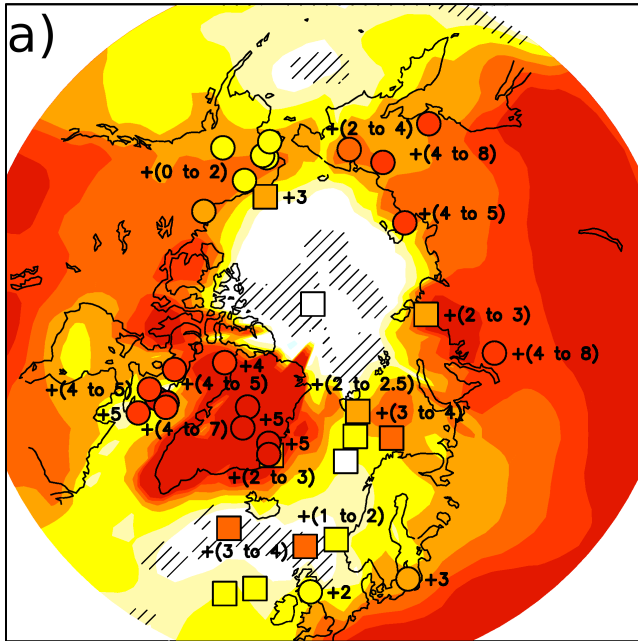 a)
+(2 to 4)
+(4 to 8)
+(0 to 2)
+3
+(4 to 5)
+(2 to 3)
+(4 to 8)
+4
+(4 to 5)
+(4 to 5)
+(2 to 2.5)
+5
+(4 to 7)
+5
+(3 to 4)
+5
+(2 to 3)
+(1 to 2)
+(3 to 4)
+2
+3